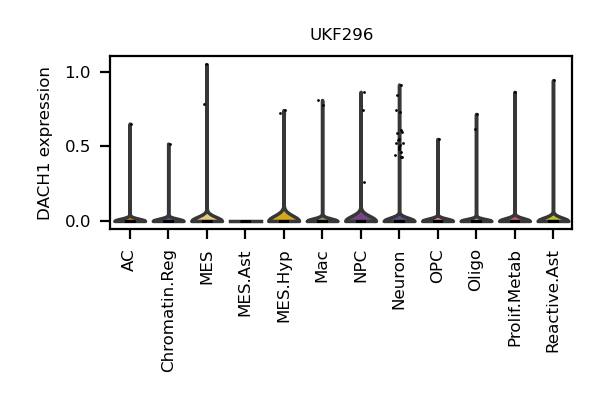 UKF296
DACH1 expression
1.0
0.5
0.0
AC
Chromatin.Reg
MES
MES.Ast
MES.Hyp
Mac
NPC
Neuron
OPC
Oligo
Prolif.Metab
Reactive.Ast